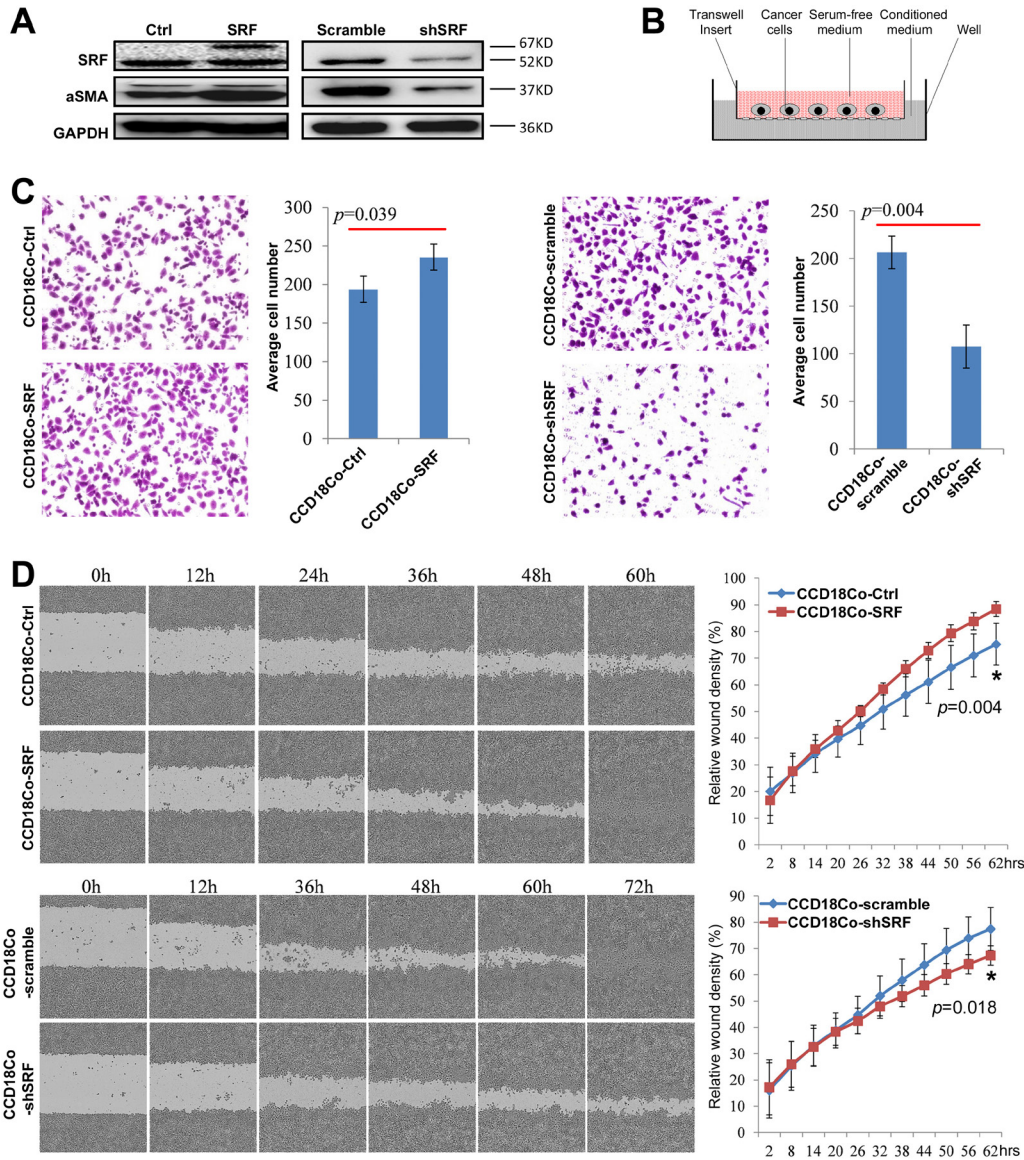 A
Ctrl SRF Scramble shSRF
SRF
67KD
52KD
aSMA
37KD
GAPDH
36KD
B
Transwell Insert
Cancer cells
Serum-free medium
Conditioned medium
Well
C
CCD18Co-Ctrl
CCD18Co-SRF
Average cell number
300
250
200
150
100
50
0
p=0.039
CCD18Co-Ctrl
CCD18Co-SRF
CCD18Co-scramble
CCD18Co-shSRF
Average cell number
250
200
150
100
50
0
p=0.004
CCD18Co-
scramble
CCD18Co-
shSRF
D
0h 12h 24h 36h 48h 60h
CCD18Co-Ctrl
CCD18Co-SRF
Relative wound density (%)
100
90
80
70
60
50
40
30
20
10
0
CCD18Co-Ctrl
CCD18Co-SRF
*
p=0.004
2 8 14 20 26 32 38 44 50 56 62hrs
0h 12h 36h 48h 60h 72h
CCD18Co
-scramble
CCD18Co
-shSRF
Relative wound density (%)
90
80
70
60
50
40
30
20
10
0
CCD18Co-scramble
CCD18Co-shSRF
*
p=0.018
2 8 14 20 26 32 38 44 50 56 62hrs